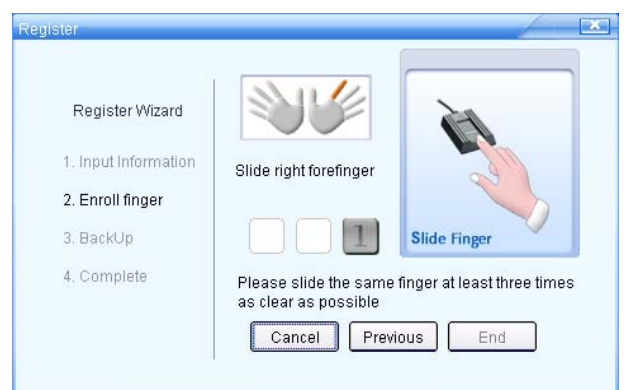 Register
Register Wizard
1. Input Information
2. Enroll finger
3. BackUp
4. Complete
Slide right forefinger
1
Slide Finger
Please slide the same finger at least three times
as clear as possible
Cancel
Previous
End